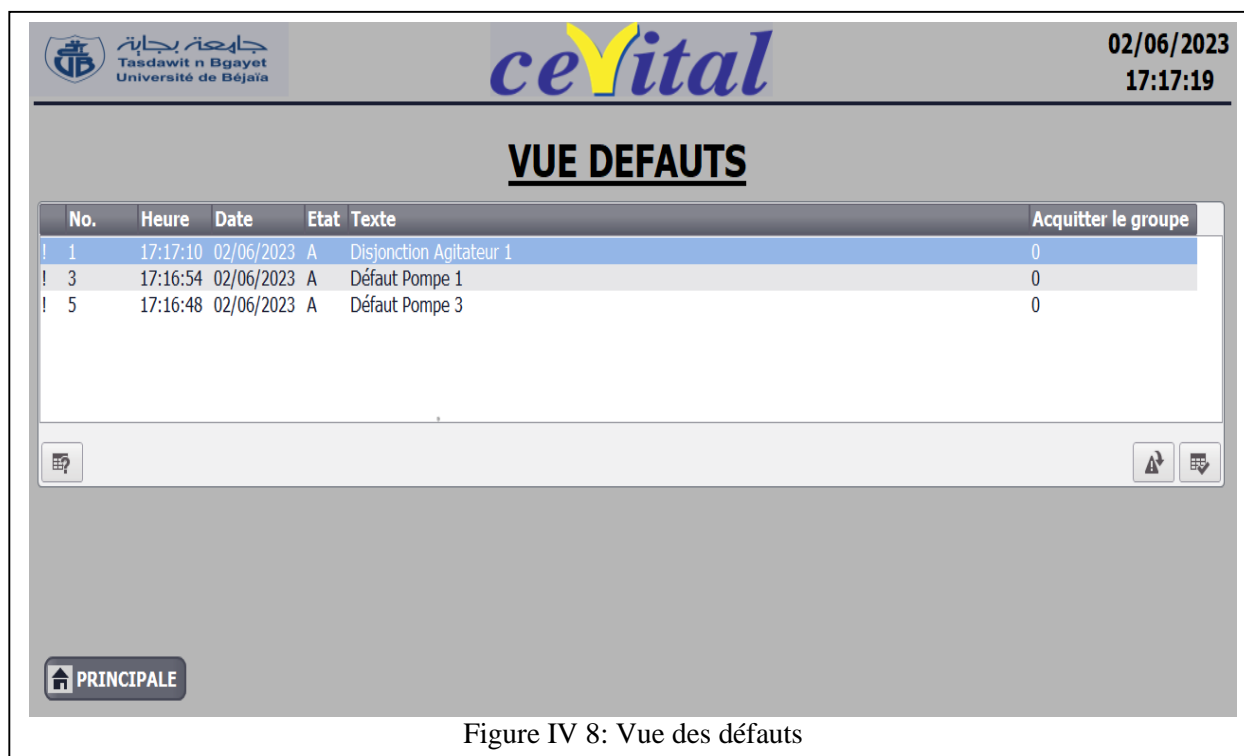 جامعة بجاية
Tasdawit n Bgayet
Université de Béjaïa
cevital
02/06/2023
17:17:19
VUE DEFAUTS
No. Heure Date Etat Texte Acquitter le groupe
! 1 17:17:10 02/06/2023 A Disjonction Agitateur 1 0
! 3 17:16:54 02/06/2023 A Défaut Pompe 1 0
! 5 17:16:48 02/06/2023 A Défaut Pompe 3 0
PRINCIPALE
Figure IV 8: Vue des défauts